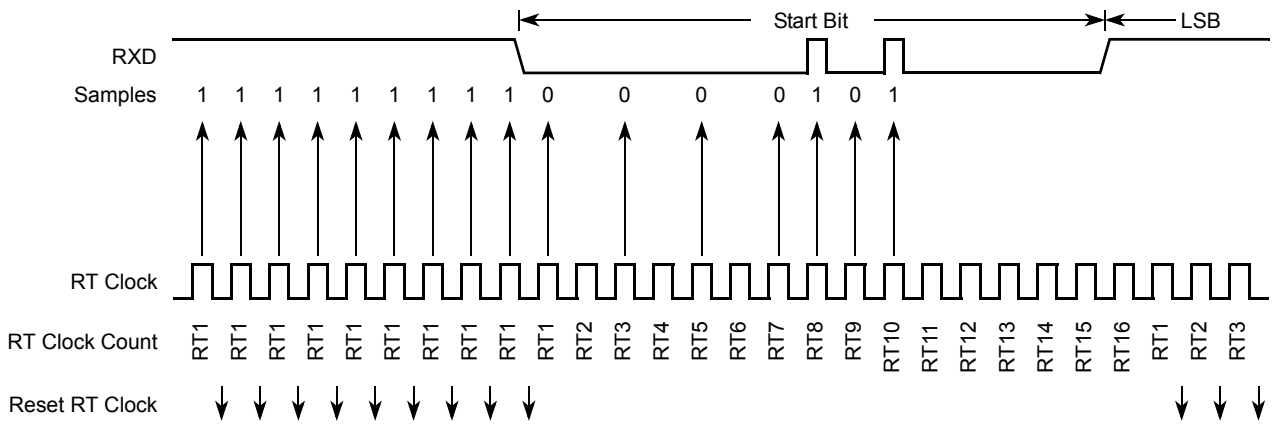 Start Bit LSB
RXD
Samples 1 1 1 1 1 1 1 1 1 0 0 0 0 1 0 1
RT Clock
RT Clock Count RT1 RT1 RT1 RT1 RT1 RT1 RT1 RT1 RT1 RT1 RT2 RT3 RT4 RT5 RT6 RT7 RT8 RT9 RT10 RT11 RT12 RT13 RT14 RT15 RT16 RT1 RT2 RT3
Reset RT Clock